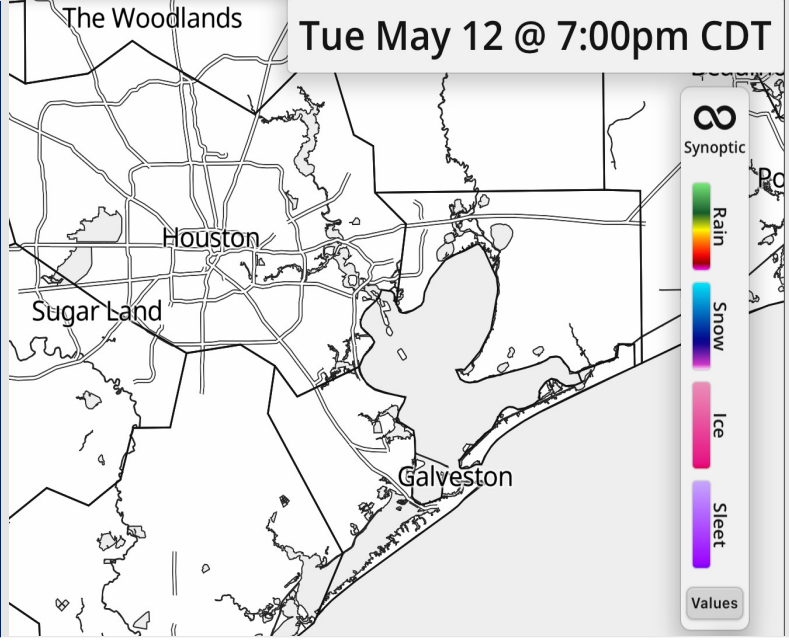 The Woodlands
Tue May 12 @ 7:00pm CDT
Synoptic
Rain
Houston
Snow
Sugar Land
Ice
Galveston
Sleet
Values